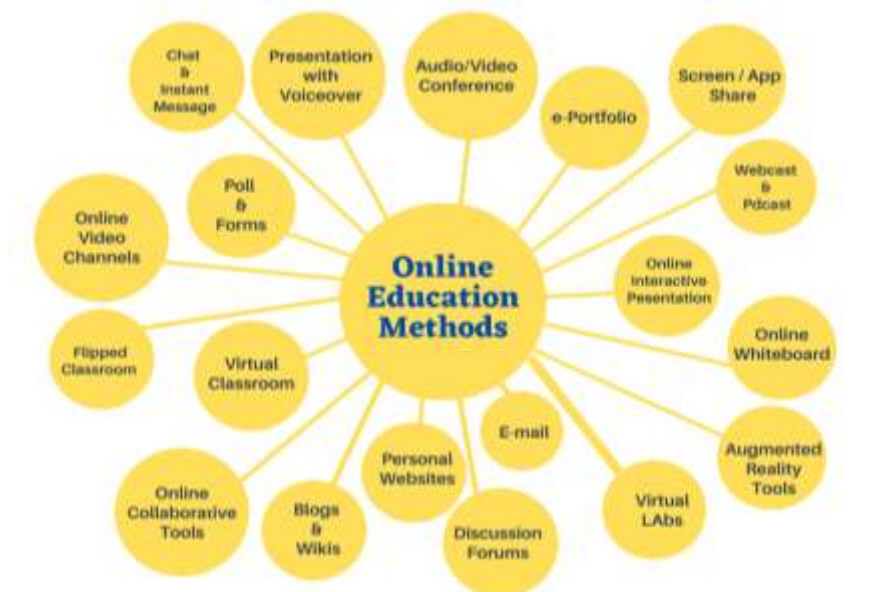 Chat
&
Instant
Message
Presentation
with
Voiceover
Audio/Video
Conference
e-Portfolio
Screen / App
Share
Webcast
&
Pdcast
Poll
&
Forms
Online
Video
Channels
Online
Education
Methods
Online
Interactive
Pesentation
Online
Whiteboard
Flipped
Classroom
Virtual
Classroom
E-mail
Augmented
Reality
Tools
Personal
Websites
Online
Collaborative
Tools
Blogs
&
Wikis
Discussion
Forums
Virtual
LAbs